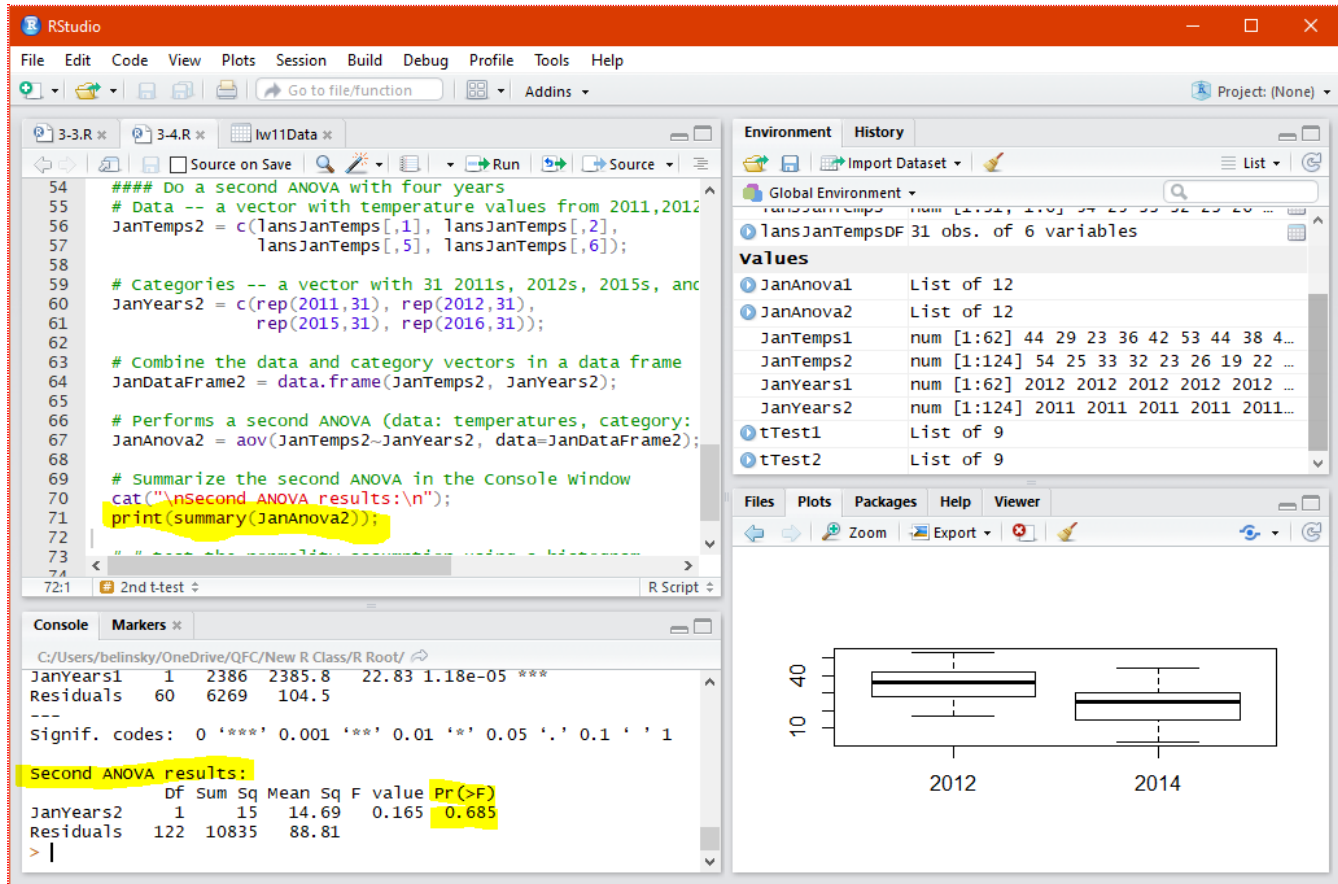 RStudio
File Edit Code View Plots Session Build Debug Profile Tools Help
Go to file/function Addins Project: (None)
3-3.R 3-4.R lw11Data
Source on Save Run Source
54 #### Do a second ANOVA with four years
55 # Data -- a vector with temperature values from 2011,2012
56 JanTemps2 = c(lansJanTemps[,1], lansJanTemps[,2],
57 lansJanTemps[,5], lansJanTemps[,6]);
58
59 # Categories -- a vector with 31 2011s, 2012s, 2015s, and
60 JanYears2 = c(rep(2011,31), rep(2012,31),
61 rep(2015,31), rep(2016,31));
62
63 # Combine the data and category vectors in a data frame
64 JanDataFrame2 = data.frame(JanTemps2, JanYears2);
65
66 # Performs a second ANOVA (data: temperatures, category:
67 JanAnova2 = aov(JanTemps2~JanYears2, data=JanDataFrame2);
68
69 # Summarize the second ANOVA in the Console Window
70 cat("\nSecond ANOVA results:\n");
71 print(summary(JanAnova2));
72
73 # # test the normality assumption using a histogram
74
72:1 2nd t-test R Script
Console Markers
C:/Users/belinsky/OneDrive/QFC/New R Class/R Root/
JanYears1 1 2386 2385.8 22.83 1.18e-05 ***
Residuals 60 6269 104.5
---
Signif. codes: 0 ‘***’ 0.001 ‘**’ 0.01 ‘*’ 0.05 ‘.’ 0.1 ‘ ’ 1
Second ANOVA results:
Df Sum Sq Mean Sq F value Pr(>F)
JanYears2 1 15 14.69 0.165 0.685
Residuals 122 10835 88.81
>
Environment History
Import Dataset List
Global Environment
lansJanTempsDF 31 obs. of 6 variables
Values
JanAnova1 List of 12
JanAnova2 List of 12
JanTemps1 num [1:62] 44 29 23 36 42 53 44 38 4...
JanTemps2 num [1:124] 54 25 33 32 23 26 19 22 ...
JanYears1 num [1:62] 2012 2012 2012 2012 2012 ...
JanYears2 num [1:124] 2011 2011 2011 2011 2011...
tTest1 List of 9
tTest2 List of 9
Files Plots Packages Help Viewer
Zoom Export
40
10
2012 2014